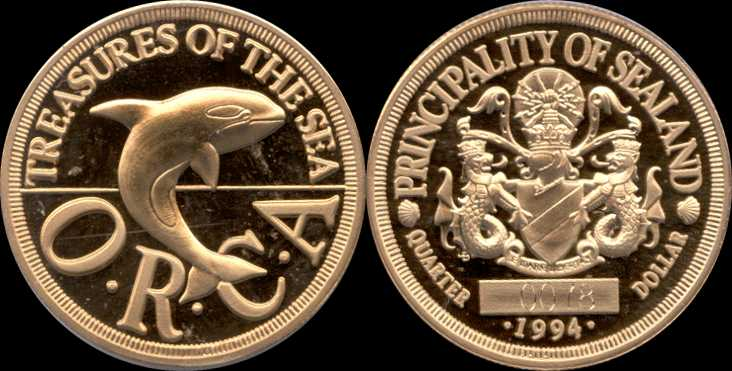 TREASURES OF THE SEA
O·R·C·A
PRINCIPALITY OF SEALAND
QUARTER DOLLAR
0078
·1994·